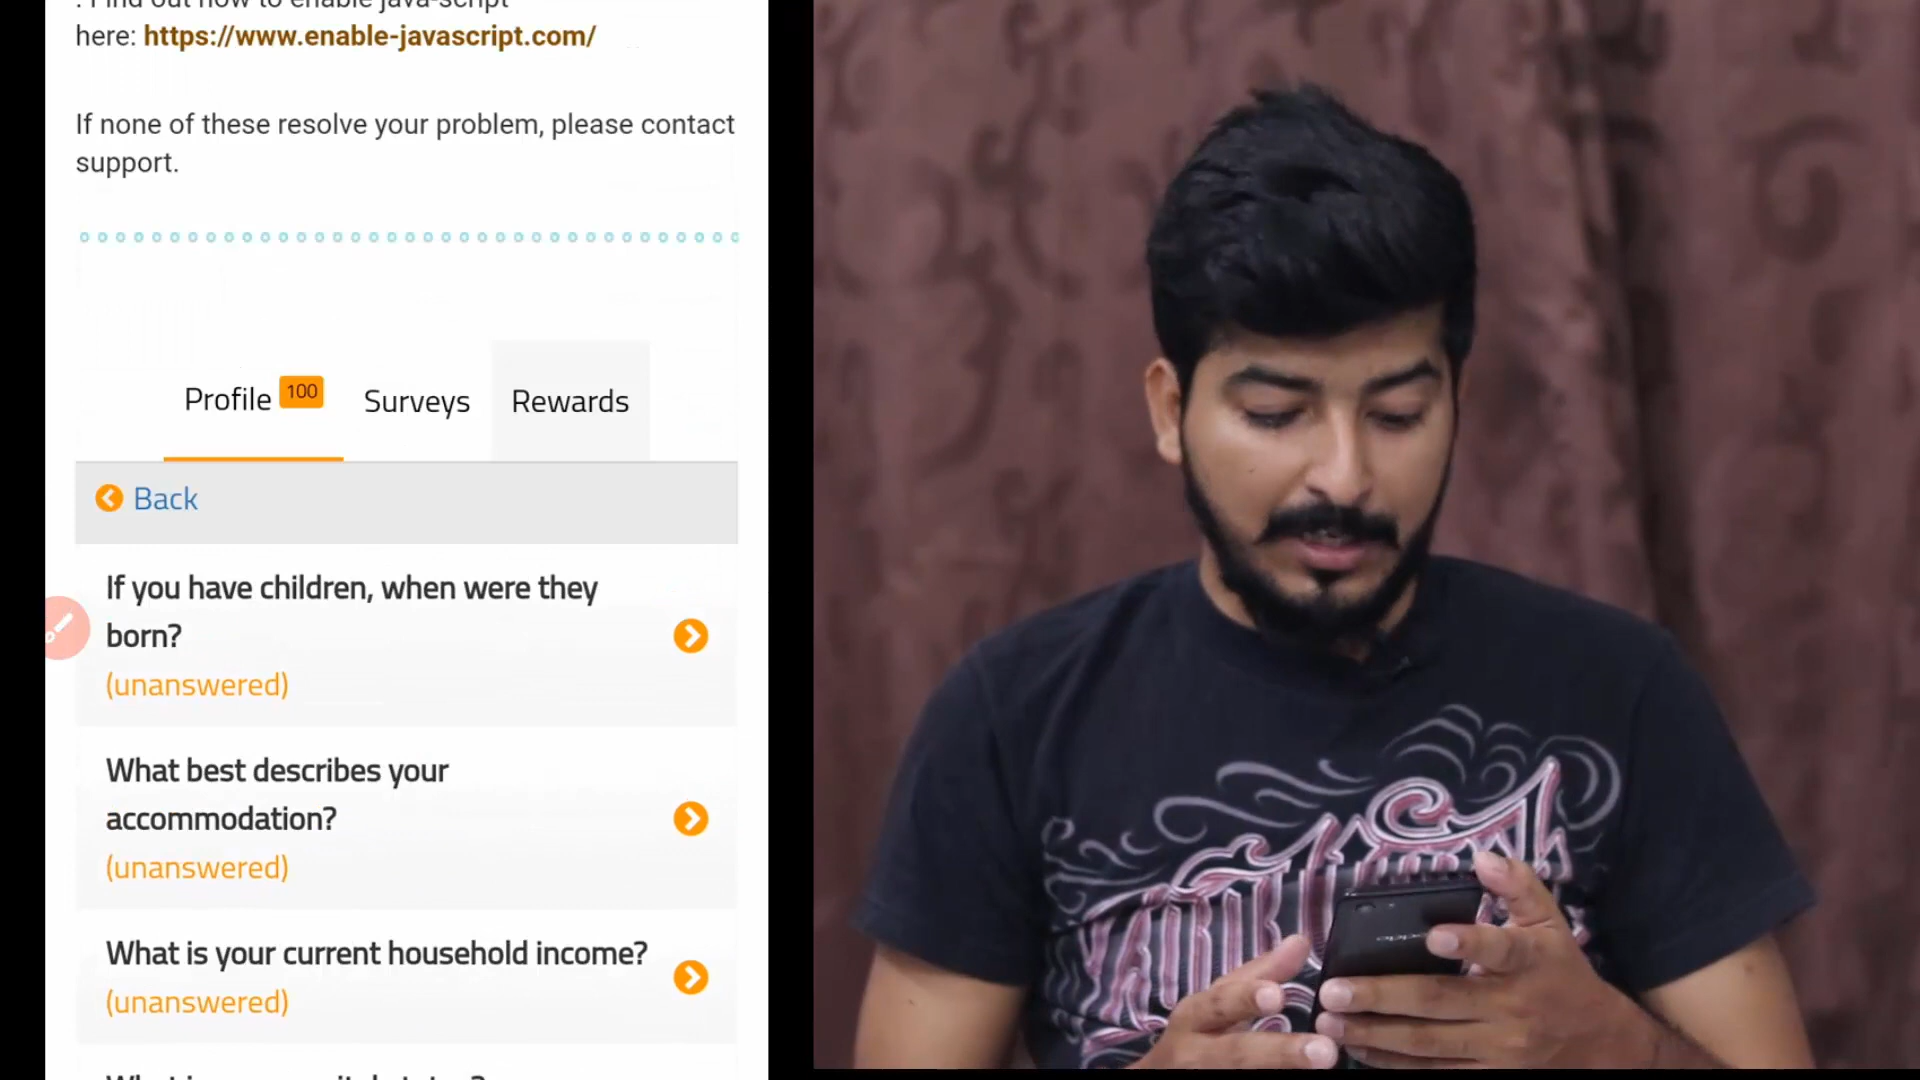 here: https://www.enable-javascript.com/
If none of these resolve your problem, please contact
support.
Profile 100 Surveys Rewards
Back
If you have children, when were they
born?
(unanswered)
What best describes your
accommodation?
(unanswered)
What is your current household income?
(unanswered)